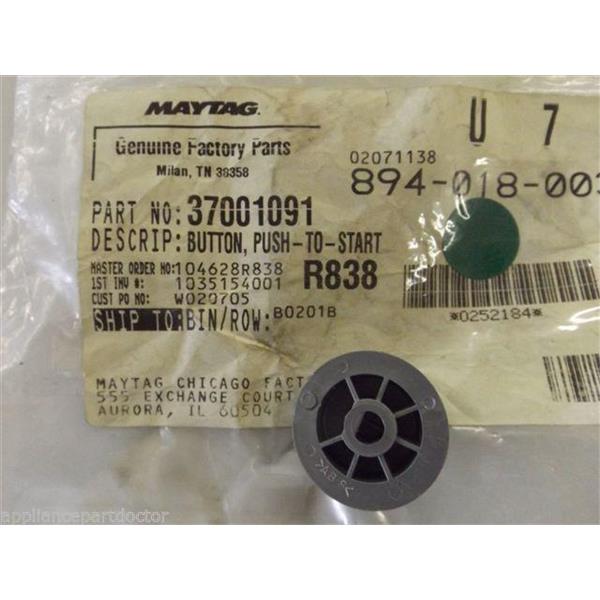 MAYTAG
Genuine Factory Parts
Milan, TN 38358
U 7
02071138
894-018-003
PART NO: 37001091
DESCRIP: BUTTON, PUSH-TO-START
MASTER ORDER NO: 104628R838 R838
1ST INV #: 1035154001
CUST PO NO: W020705
SHIP TO: BIN/ROW: B0201B
*0252184*
MAYTAG CHICAGO FACT
555 EXCHANGE COURT
AURORA, IL 60504
>ABS<
appliancepartdoctor